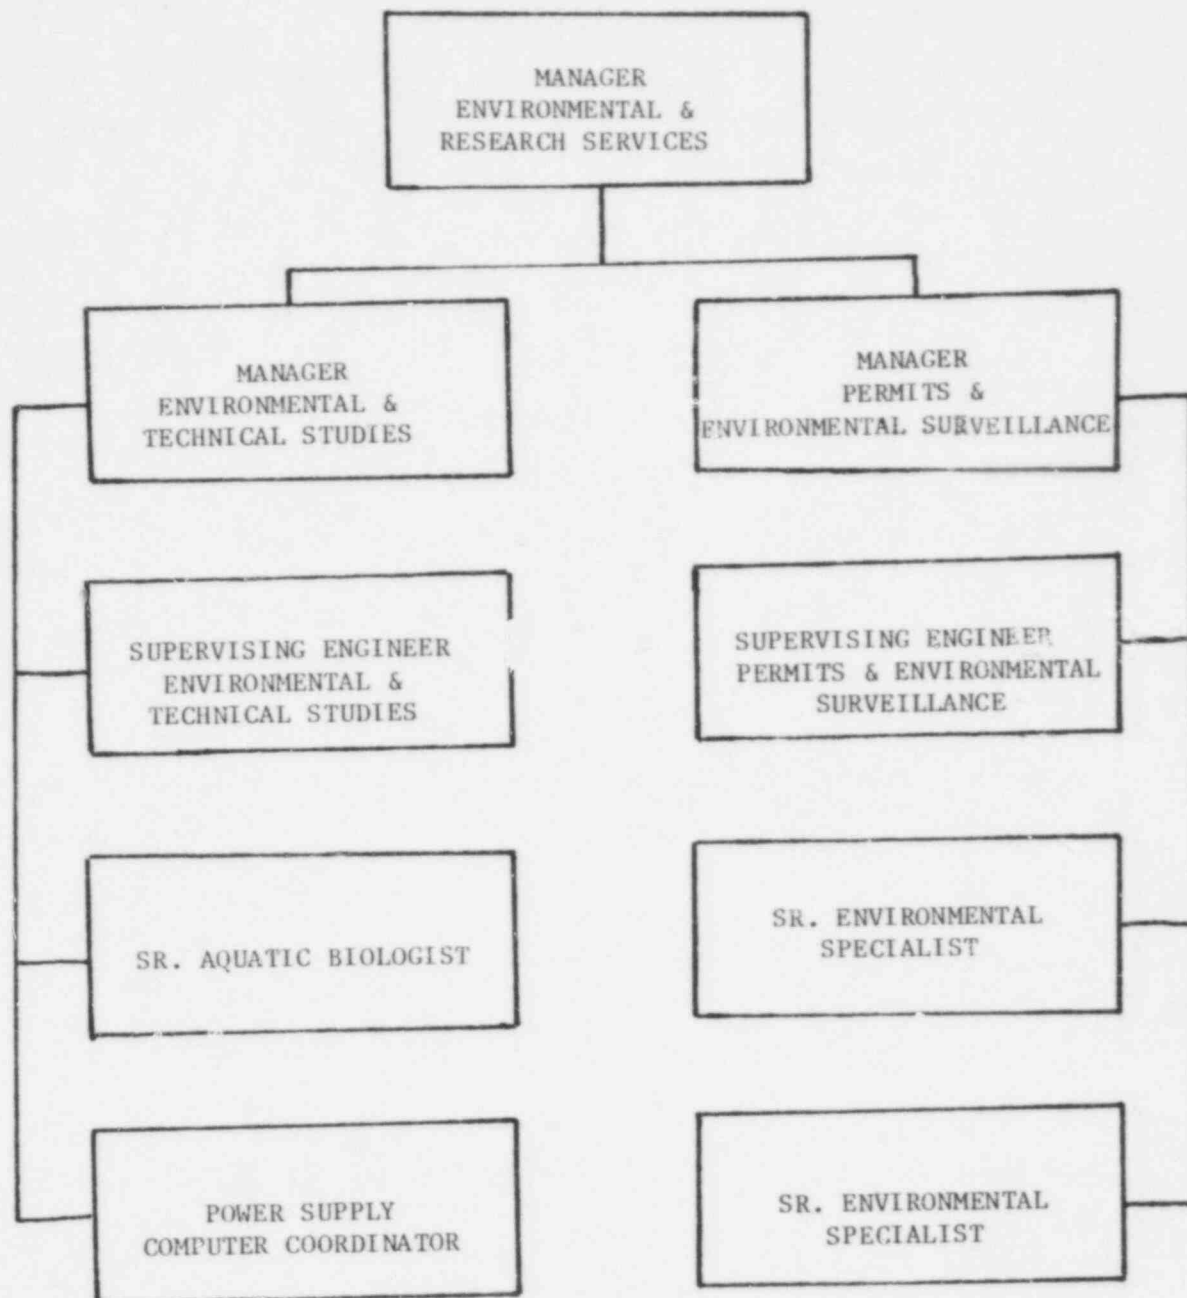 MANAGER
ENVIRONMENTAL &
RESEARCH SERVICES
MANAGER
ENVIRONMENTAL &
TECHNICAL STUDIES
MANAGER
PERMITS &
ENVIRONMENTAL SURVEILLANCE
SUPERVISING ENGINEER
ENVIRONMENTAL &
TECHNICAL STUDIES
SUPERVISING ENGINEER
PERMITS & ENVIRONMENTAL
SURVEILLANCE
SR. AQUATIC BIOLOGIST
SR. ENVIRONMENTAL
SPECIALIST
POWER SUPPLY
COMPUTER COORDINATOR
SR. ENVIRONMENTAL
SPECIALIST